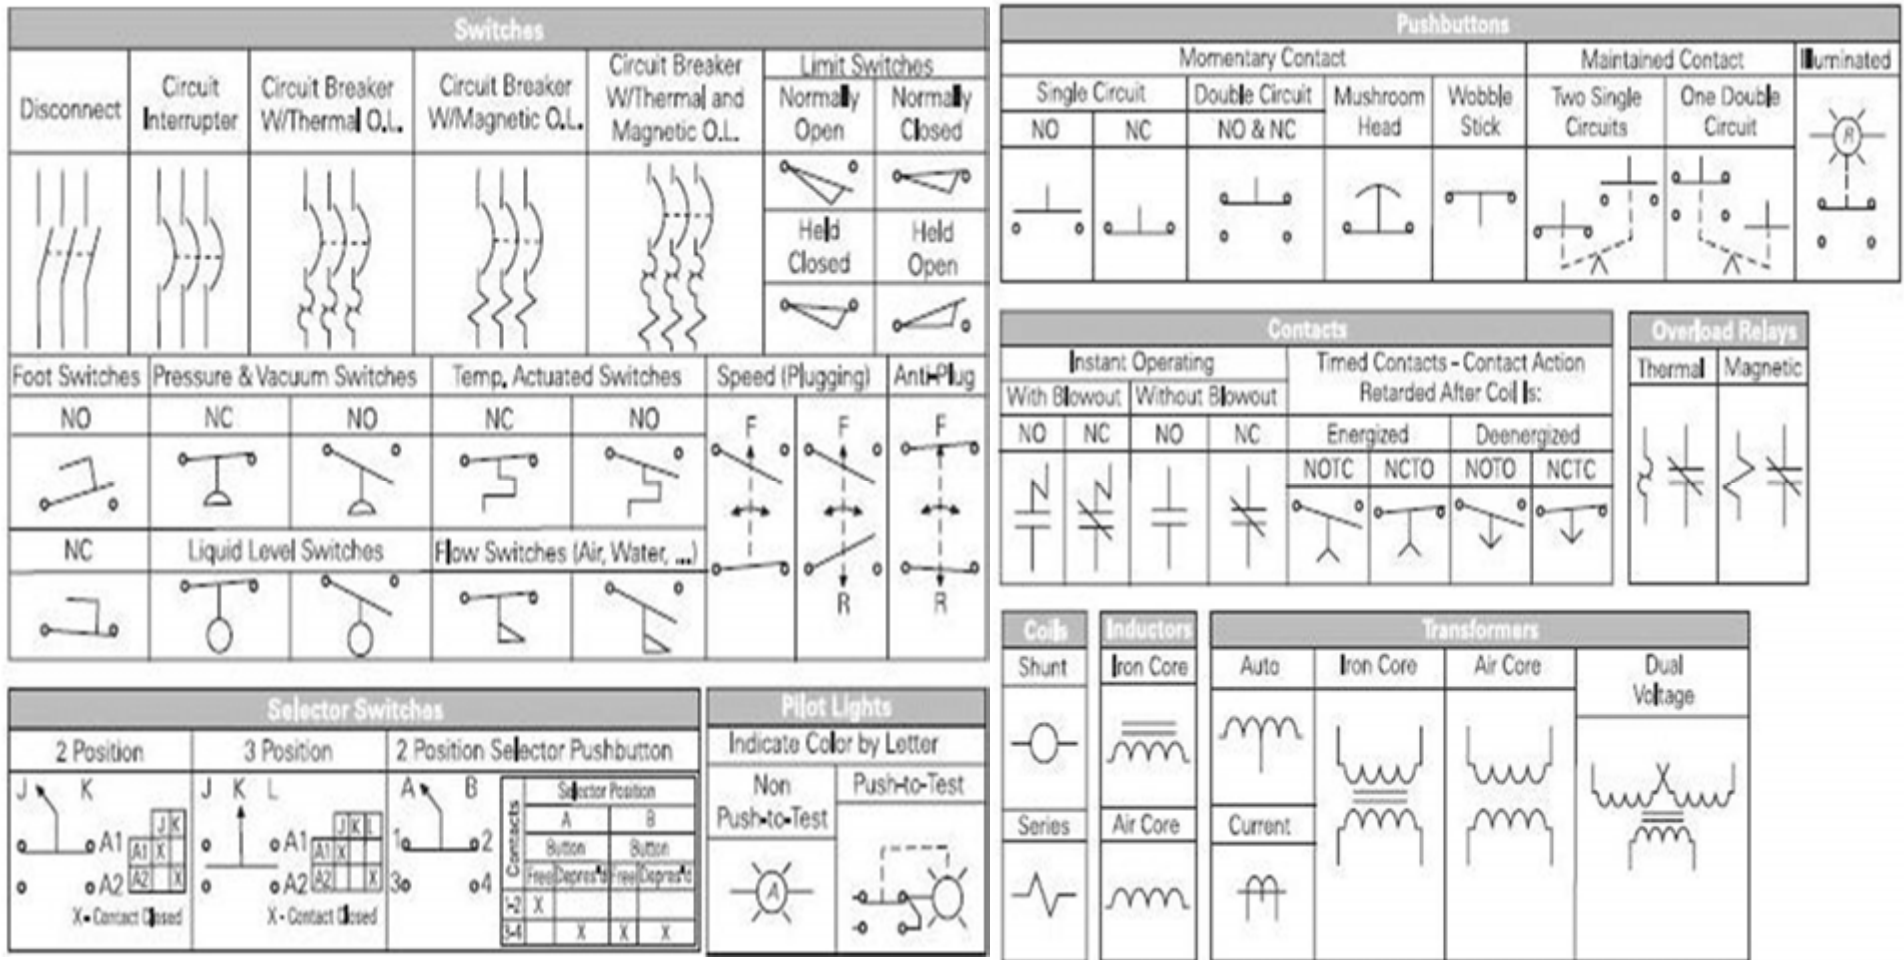 Switches
Disconnect
Circuit
Interrupter
Circuit Breaker
W/Thermal O.L.
Circuit Breaker
W/Magnetic O.L.
Circuit Breaker
W/Thermal and
Magnetic O.L.
Limit Switches
Normally
Open
Normally
Closed
Held
Closed
Held
Open
Foot Switches
Pressure & Vacuum Switches
Temp. Actuated Switches
Speed (Plugging)
Anti-Plug
NO
NC
NO
NC
NO
F
F
F
NC
Liquid Level Switches
Flow Switches (Air, Water, ...)
R
R
Selector Switches
2 Position
3 Position
2 Position Selector Pushbutton
J K
A1
A2
J K
A1 X
A2 X
X - Contact Closed
J K L
A1
A2
J K L
A1 X
A2 X
X - Contact Closed
A B
1 2
3 4
Contacts
Selector Position
A B
Button Button
Free Depres'd Free Depres'd
1-2 X
3-4 X X X
Pilot Lights
Indicate Color by Letter
Non
Push-to-Test
Push-to-Test
A
Pushbuttons
Momentary Contact
Maintained Contact
Illuminated
Single Circuit
Double Circuit
Mushroom
Head
Wobble
Stick
Two Single
Circuits
One Double
Circuit
NO
NC
NO & NC
R
Contacts
Instant Operating
Timed Contacts - Contact Action
Retarded After Coil Is:
With Blowout
Without Blowout
NO
NC
NO
NC
Energized
Deenergized
NOTC
NCTO
NOTO
NCTC
Overload Relays
Thermal
Magnetic
Coils
Shunt
Series
Inductors
Iron Core
Air Core
Transformers
Auto
Iron Core
Air Core
Dual
Voltage
Current